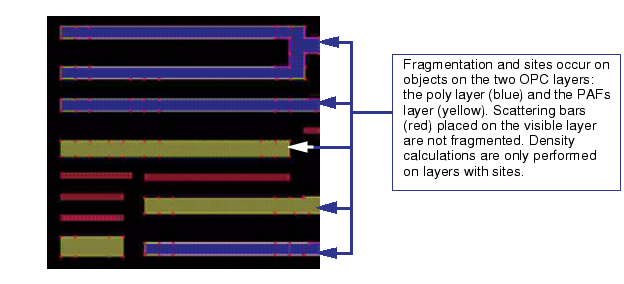 Fragmentation and sites occur on
objects on the two OPC layers:
the poly layer (blue) and the PAFs
layer (yellow). Scattering bars
(red) placed on the visible layer
are not fragmented. Density
calculations are only performed
on layers with sites.